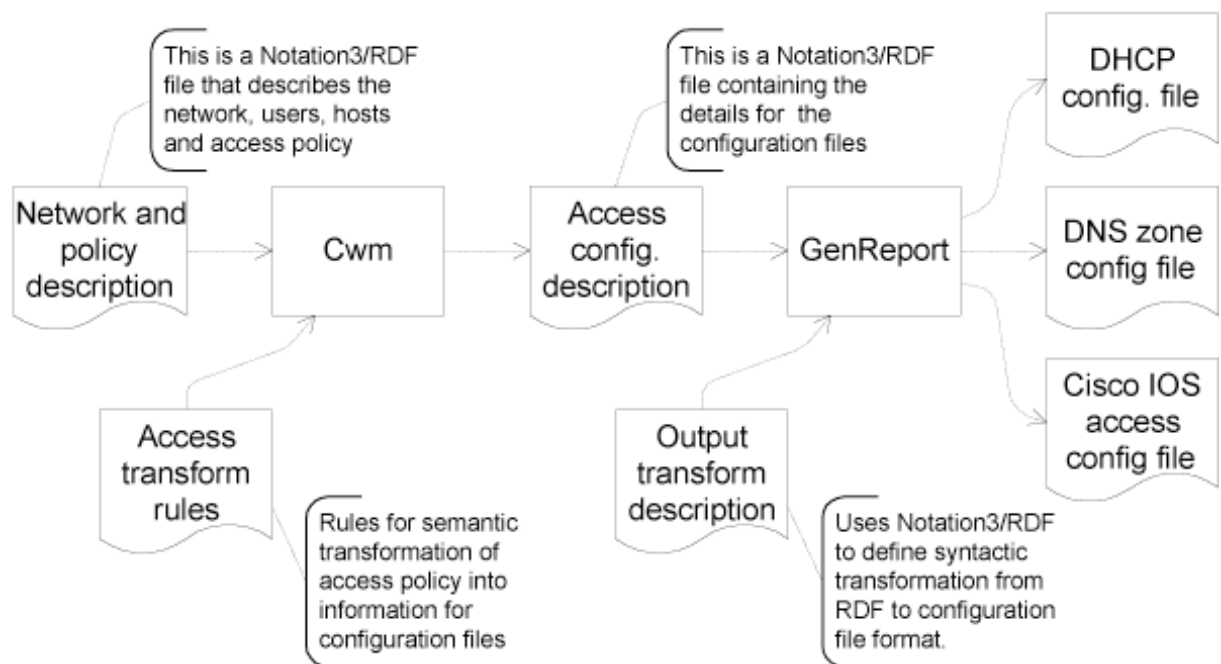 This is a Notation3/RDF
file that describes the
network, users, hosts
and access policy
This is a Notation3/RDF
file containing the
details for the
configuration files
DHCP
config. file
Network and
policy
description
Cwm
Access
config.
description
GenReport
DNS zone
config file
Cisco IOS
access
config file
Access
transform
rules
Output
transform
description
Rules for semantic
transformation of
access policy into
information for
configuration files
Uses Notation3/RDF
to define syntactic
transformation from
RDF to configuration
file format.